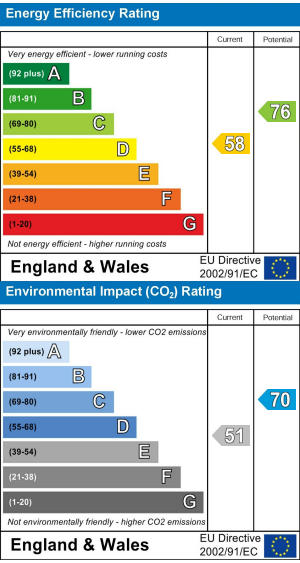 Energy Efficiency Rating
Current Potential
Very energy efficient - lower running costs
(92 plus) A
(81-91) B
(69-80) C
(55-68) D
(39-54) E
(21-38) F
(1-20) G
58
76
Not energy efficient - higher running costs
England & Wales
EU Directive
2002/91/EC
Environmental Impact (CO₂) Rating
Current Potential
Very environmentally friendly - lower CO2 emissions
(92 plus) A
(81-91) B
(69-80) C
(55-68) D
(39-54) E
(21-38) F
(1-20) G
51
70
Not environmentally friendly - higher CO2 emissions
England & Wales
EU Directive
2002/91/EC